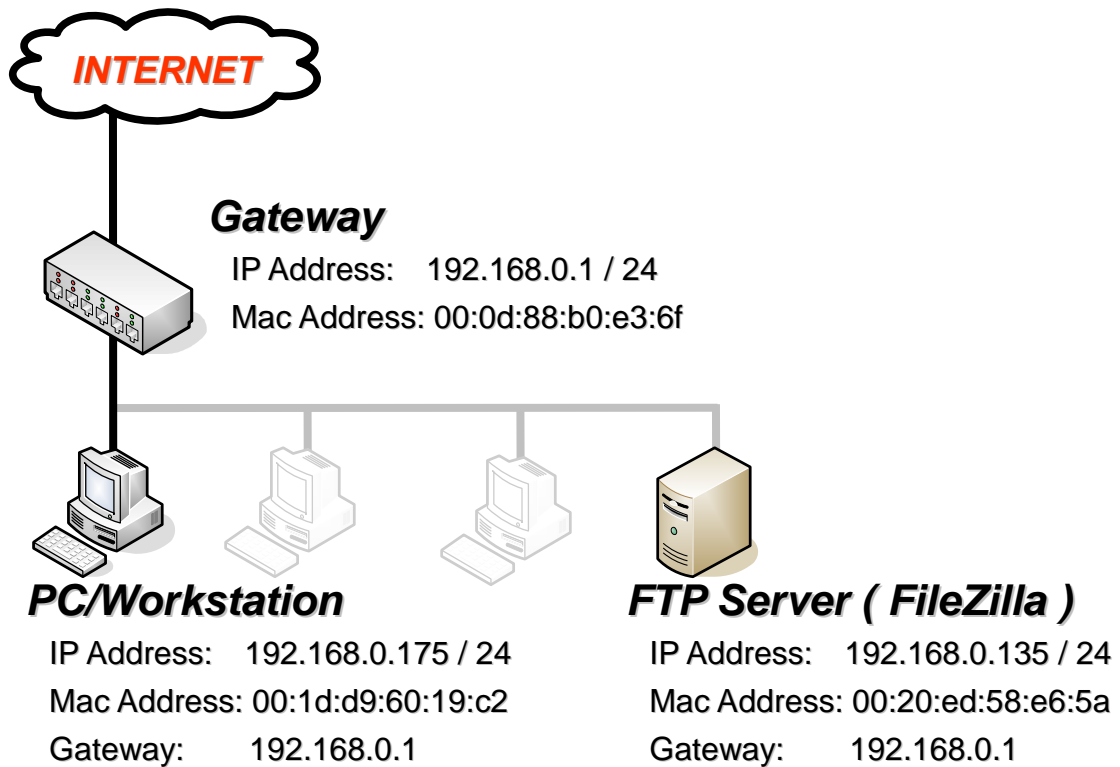 INTERNET
Gateway
IP Address: 192.168.0.1 / 24
Mac Address: 00:0d:88:b0:e3:6f
PC/Workstation
IP Address: 192.168.0.175 / 24
Mac Address: 00:1d:d9:60:19:c2
Gateway: 192.168.0.1
FTP Server ( FileZilla )
IP Address: 192.168.0.135 / 24
Mac Address: 00:20:ed:58:e6:5a
Gateway: 192.168.0.1